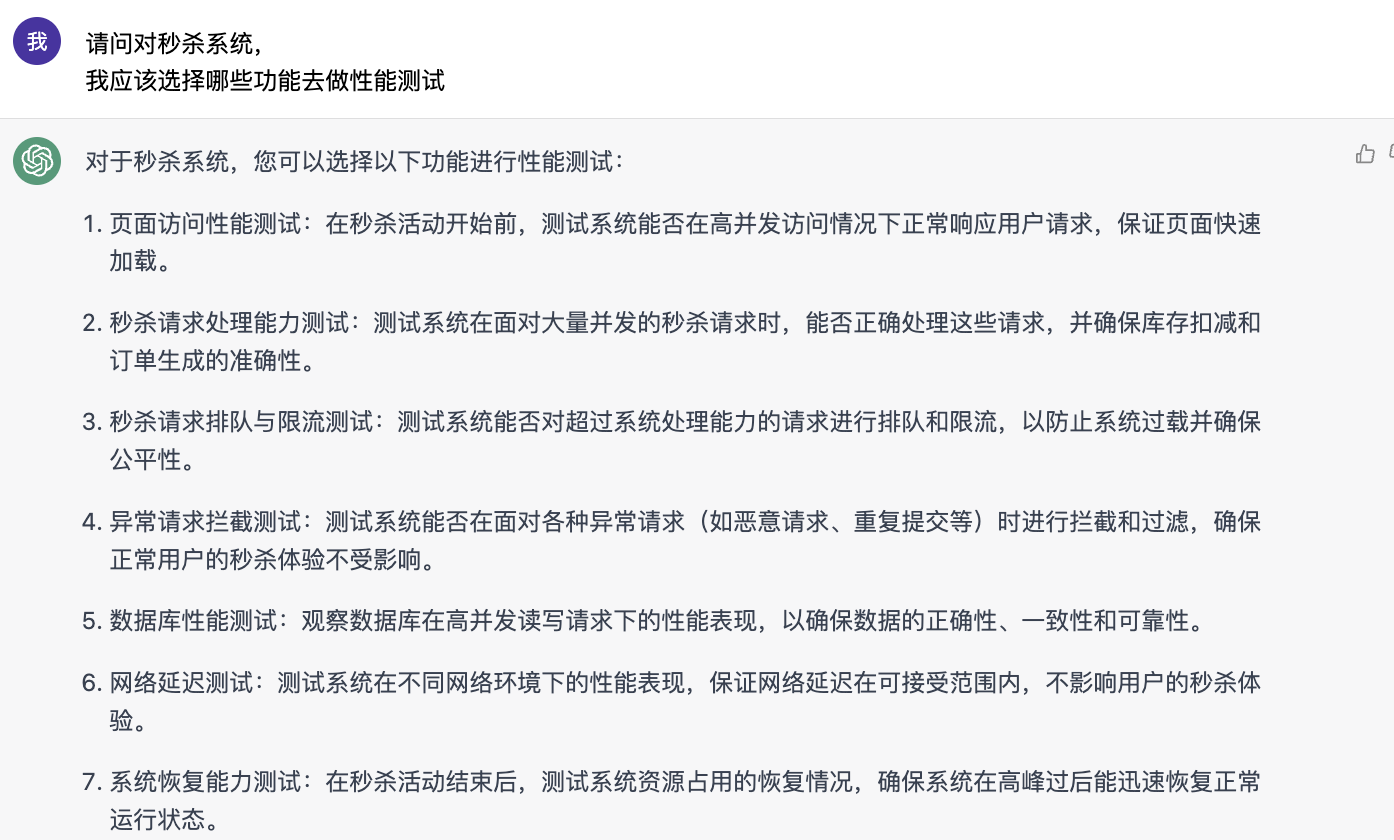 我
请问对秒杀系统，
我应该选择哪些功能去做性能测试
对于秒杀系统，您可以选择以下功能进行性能测试：
1. 页面访问性能测试：在秒杀活动开始前，测试系统能否在高并发访问情况下正常响应用户请求，保证页面快速
加载。
2. 秒杀请求处理能力测试：测试系统在面对大量并发的秒杀请求时，能否正确处理这些请求，并确保库存扣减和
订单生成的准确性。
3. 秒杀请求排队与限流测试：测试系统能否对超过系统处理能力的请求进行排队和限流，以防止系统过载并确保
公平性。
4. 异常请求拦截测试：测试系统能否在面对各种异常请求（如恶意请求、重复提交等）时进行拦截和过滤，确保
正常用户的秒杀体验不受影响。
5. 数据库性能测试：观察数据库在高并发读写请求下的性能表现，以确保数据的正确性、一致性和可靠性。
6. 网络延迟测试：测试系统在不同网络环境下的性能表现，保证网络延迟在可接受范围内，不影响用户的秒杀体
验。
7. 系统恢复能力测试：在秒杀活动结束后，测试系统资源占用的恢复情况，确保系统在高峰过后能迅速恢复正常
运行状态。